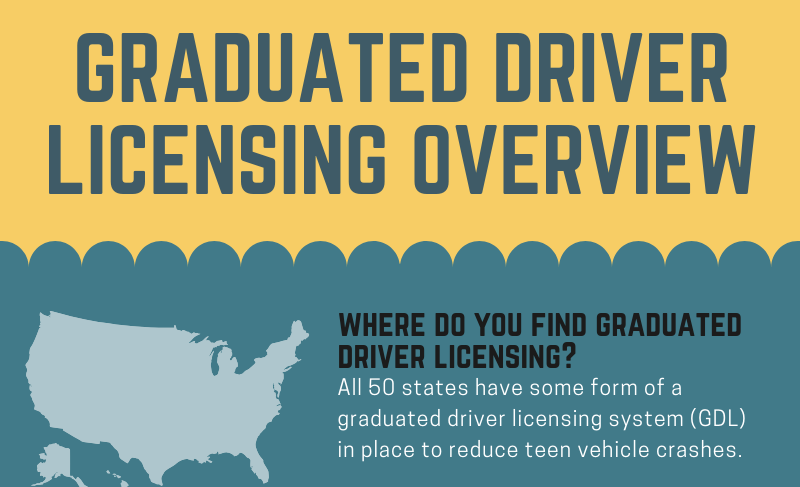 GRADUATED DRIVER
LICENSING OVERVIEW
WHERE DO YOU FIND GRADUATED
DRIVER LICENSING?
All 50 states have some form of a
graduated driver licensing system (GDL)
in place to reduce teen vehicle crashes.